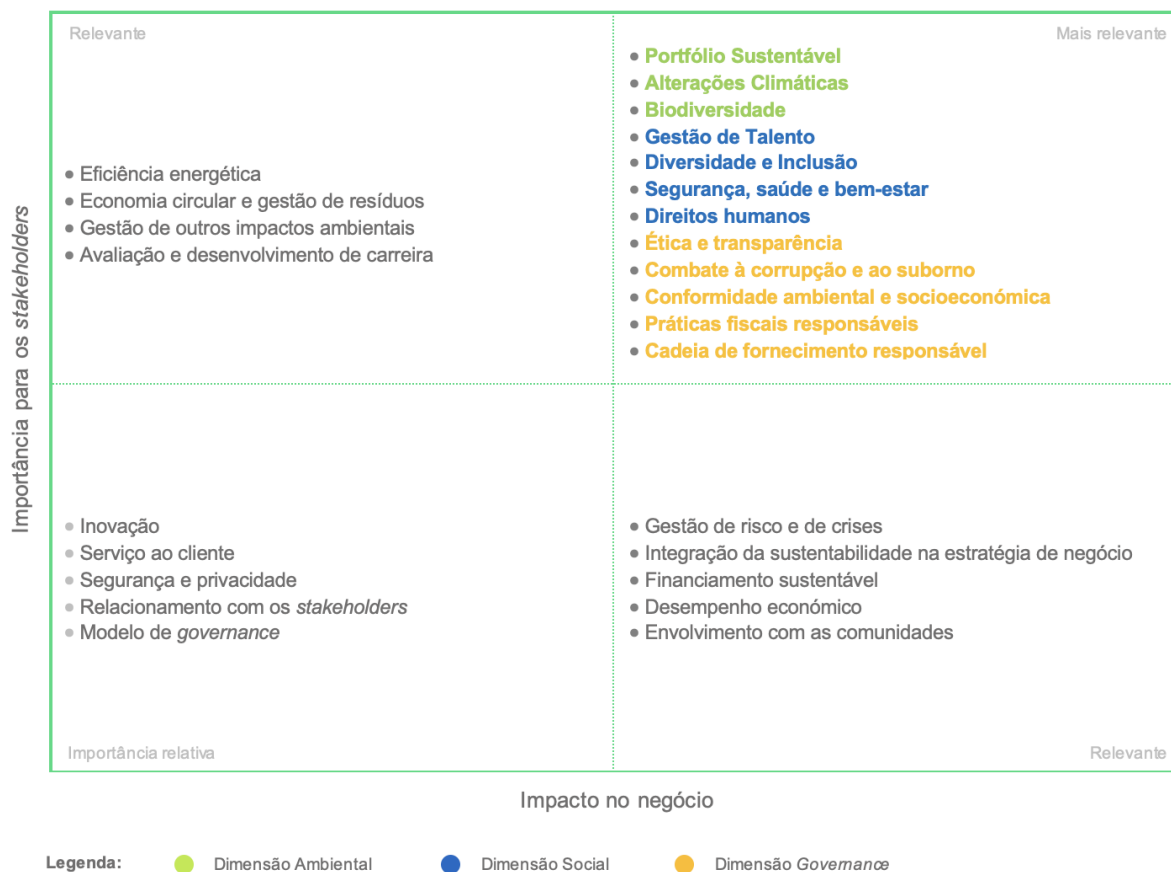 Relevante
Mais relevante
• Portfólio Sustentável
• Alterações Climáticas
• Biodiversidade
• Gestão de Talento
• Diversidade e Inclusão
• Segurança, saúde e bem-estar
• Direitos humanos
• Ética e transparência
• Combate à corrupção e ao suborno
• Conformidade ambiental e socioeconómica
• Práticas fiscais responsáveis
• Cadeia de fornecimento responsável
• Eficiência energética
• Economia circular e gestão de resíduos
• Gestão de outros impactos ambientais
• Avaliação e desenvolvimento de carreira
Importância para os stakeholders
• Inovação
• Serviço ao cliente
• Segurança e privacidade
• Relacionamento com os stakeholders
• Modelo de governance
• Gestão de risco e de crises
• Integração da sustentabilidade na estratégia de negócio
• Financiamento sustentável
• Desempenho económico
• Envolvimento com as comunidades
Importância relativa
Relevante
Impacto no negócio
Legenda: Dimensão Ambiental Dimensão Social Dimensão Governance